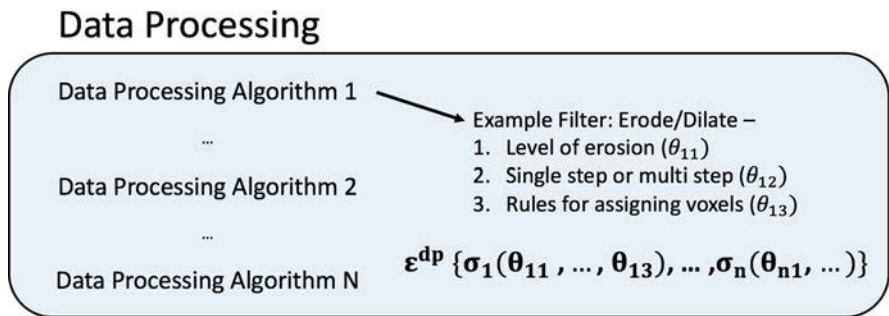 Data Processing
Data Processing Algorithm 1
...
Data Processing Algorithm 2
...
Data Processing Algorithm N
Example Filter: Erode/Dilate –
1. Level of erosion (θ₁₁)
2. Single step or multi step (θ₁₂)
3. Rules for assigning voxels (θ₁₃)
εᵈᵖ {σ₁(θ₁₁ , ... , θ₁₃), ... ,σₙ(θₙ₁, ...)}